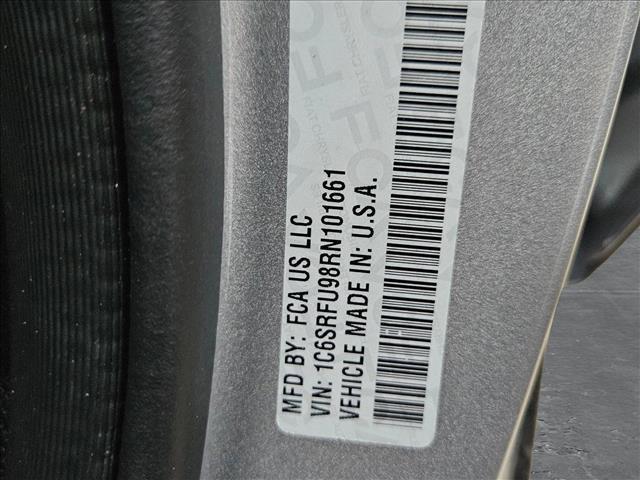 MFD BY: FCA US LLC
VIN: 1C6SRFU98RN101661
VEHICLE MADE IN: U.S.A.